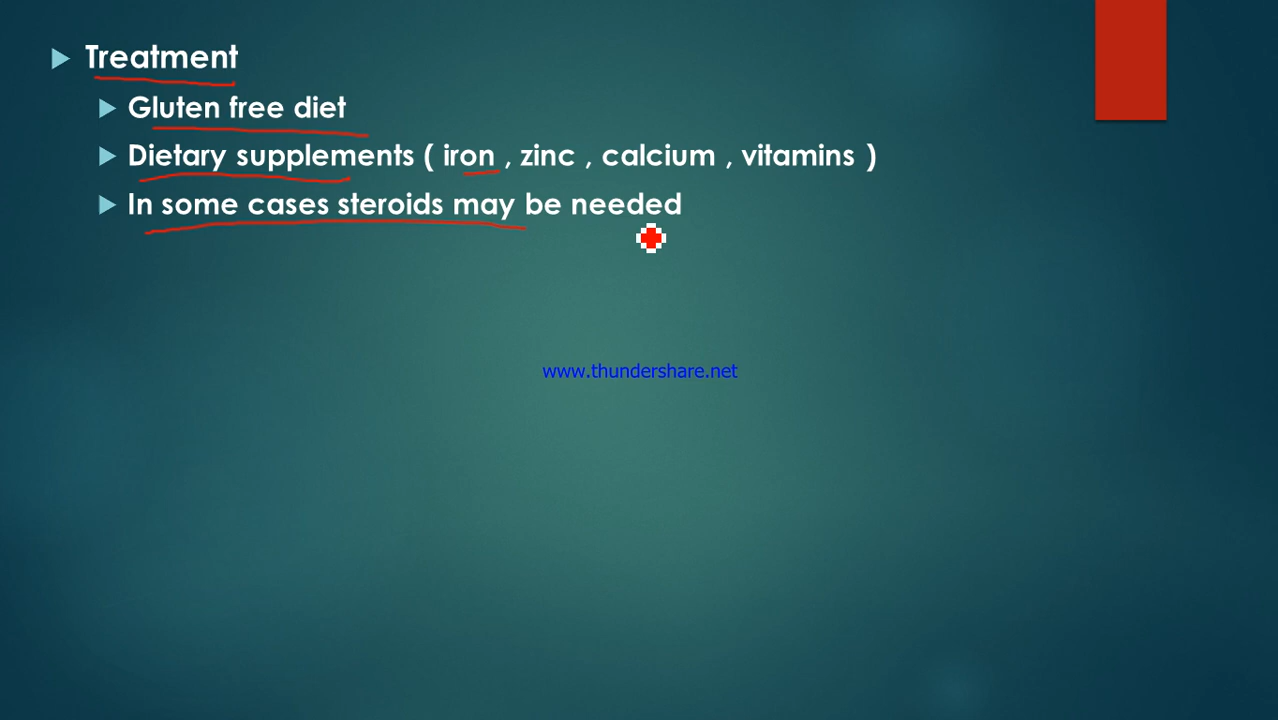 Treatment
Gluten free diet
Dietary supplements ( iron , zinc , calcium , vitamins )
In some cases steroids may be needed
www.thundershare.net